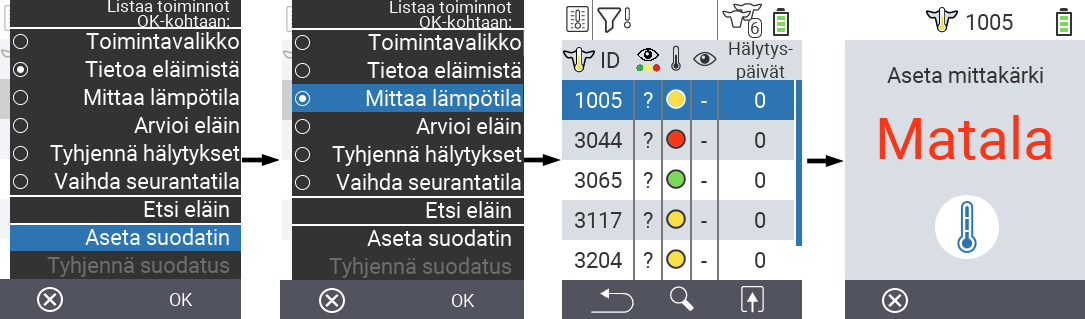 Listaa toiminnot
OK-kohtaan:
Toimintavalikko
Tietoa eläimistä
Mittaa lämpötila
Arvioi eläin
Tyhjennä hälytykset
Vaihda seurantatila
Etsi eläin
Aseta suodatin
Tyhjennä suodatus
OK
Listaa toiminnot
OK-kohtaan:
Toimintavalikko
Tietoa eläimistä
Mittaa lämpötila
Arvioi eläin
Tyhjennä hälytykset
Vaihda seurantatila
Etsi eläin
Aseta suodatin
Tyhjennä suodatus
OK
6
ID Hälytys-
päivät
1005 ? - 0
3044 ? - 0
3065 ? - 0
3117 ? - 0
3204 ? - 0
1005
Aseta mittakärki
Matala